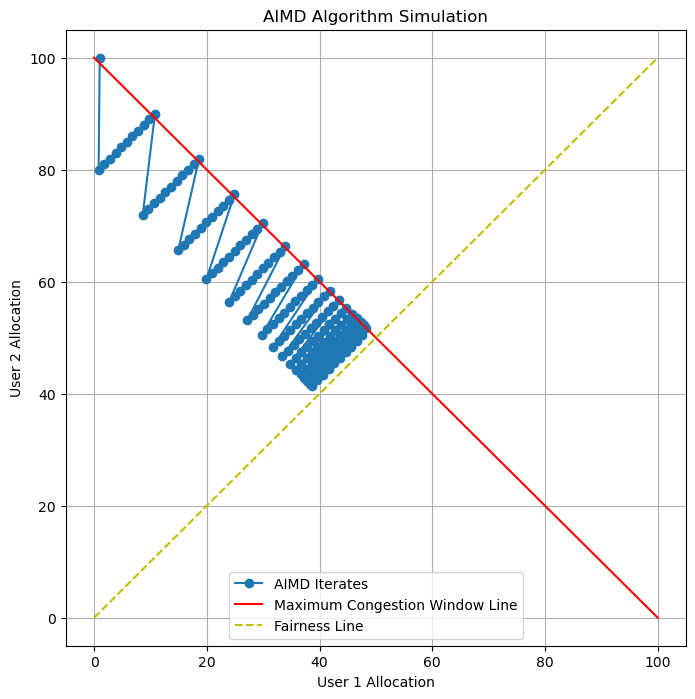 AIMD Algorithm Simulation
User 2 Allocation
100
80
60
40
20
0
0 20 40 60 80 100
User 1 Allocation
AIMD Iterates
Maximum Congestion Window Line
Fairness Line